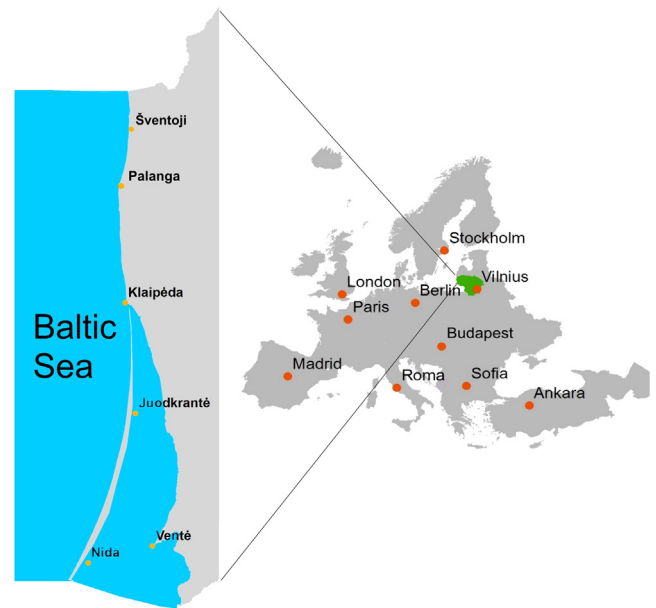 Šventoji
Palanga
Klaipėda
Baltic
Sea
Juodkrantė
Ventė
Nida
Stockholm
Vilnius
London
Berlin
Paris
Budapest
Madrid
Roma
Sofia
Ankara